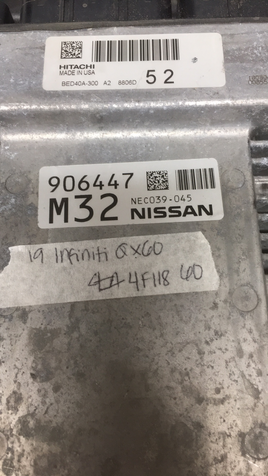 HITACHI
MADE IN USA
52
BED40A-300 A2 8606D
906447
NEC039-045
M32 NISSAN
19 Infiniti QX60
4F118 60